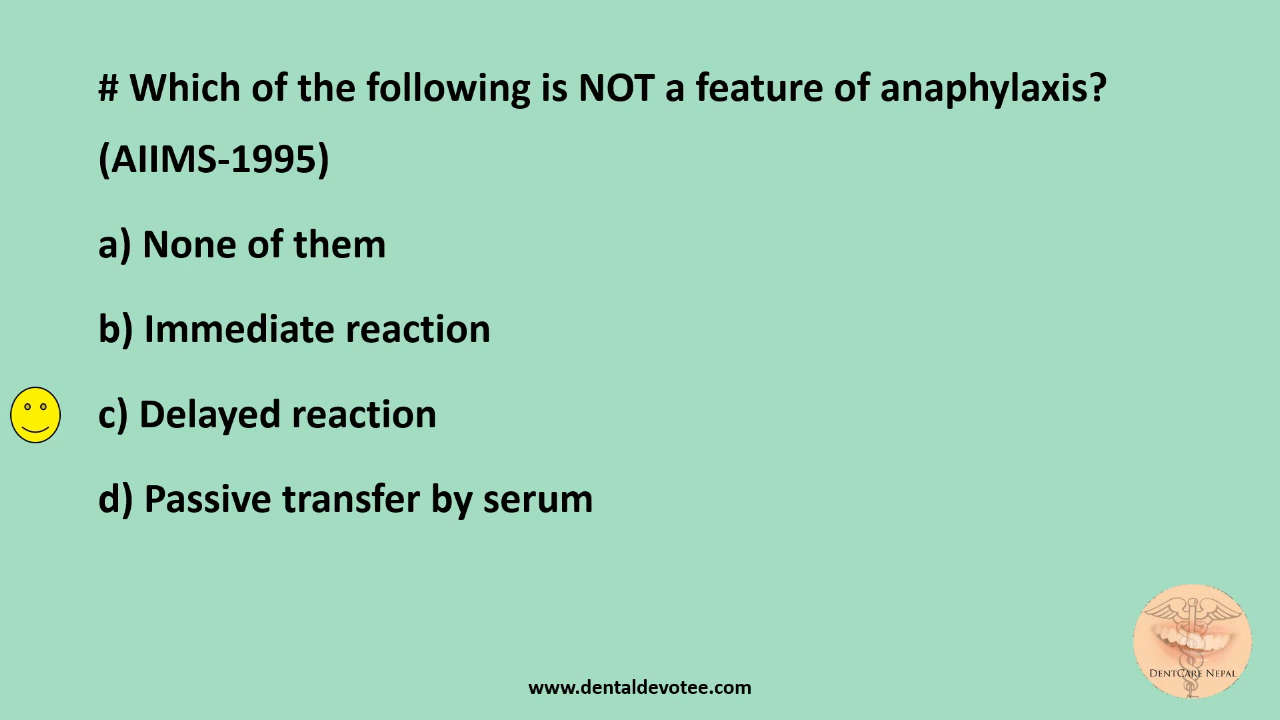 # Which of the following is NOT a feature of anaphylaxis?
(AIIMS-1995)
a) None of them
b) Immediate reaction
c) Delayed reaction
d) Passive transfer by serum
DentCare Nepal
www.dentaldevotee.com